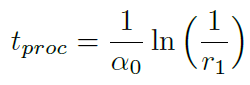 t_{proc} = \frac{1}{\alpha_0} \ln \left( \frac{1}{r_1} \right)